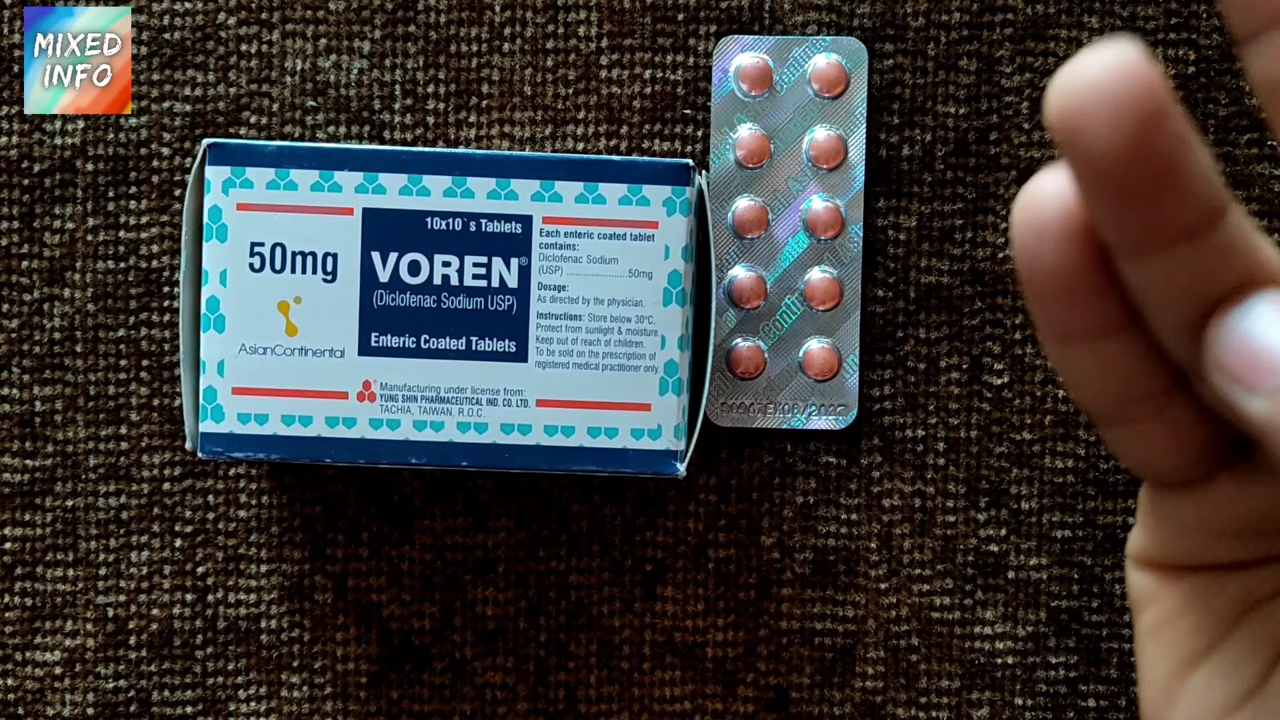 MIXED
INFO
50mg
AsianContinental
10x10`s Tablets
VOREN®
(Diclofenac Sodium USP)
Enteric Coated Tablets
Each enteric coated tablet
contains:
Diclofenac Sodium
(USP) .....................50mg
Dosage:
As directed by the physician.
Instructions: Store below 30°C.
Protect from sunlight & moisture.
Keep out of reach of children.
To be sold on the prescription of
registered medical practitioner only.
Manufacturing under license from:
YUNG SHIN PHARMACEUTICAL IND. CO. LTD.
TACHIA, TAIWAN, R.O.C.